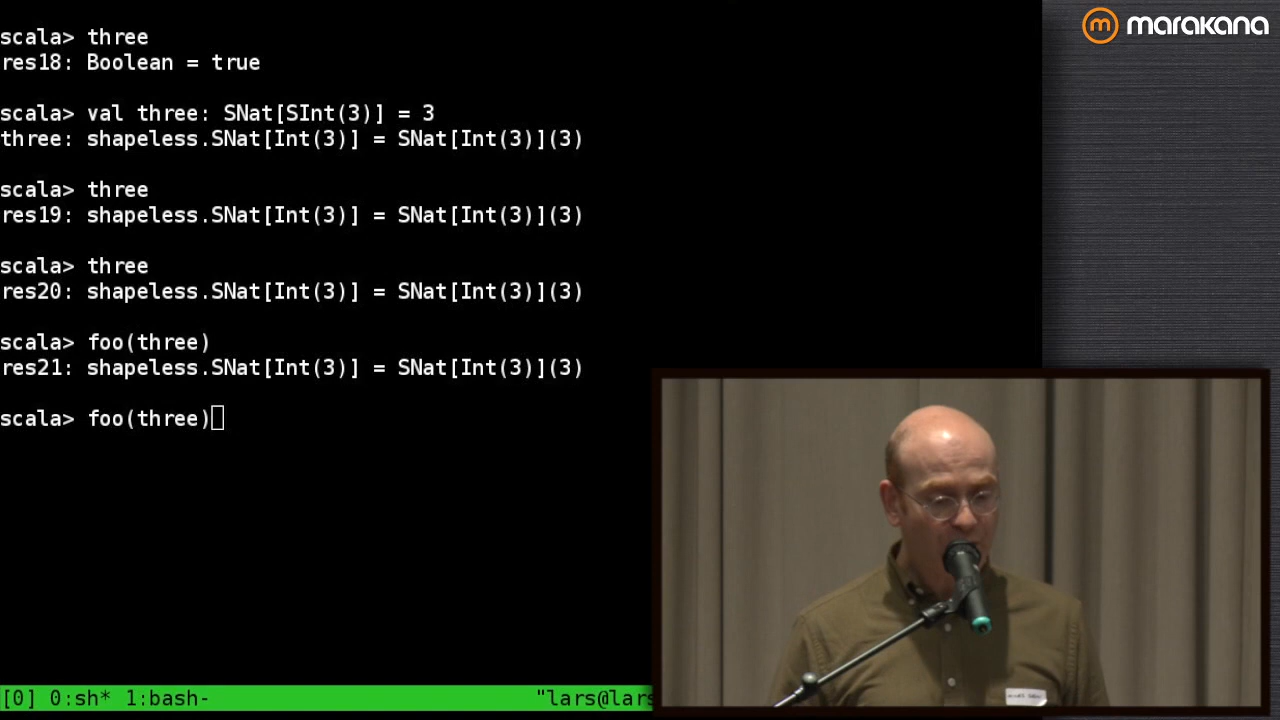 marakana
scala> three
res18: Boolean = true
scala> val three: SNat[SInt(3)] = 3
three: shapeless.SNat[Int(3)] = SNat[Int(3)](3)
scala> three
res19: shapeless.SNat[Int(3)] = SNat[Int(3)](3)
scala> three
res20: shapeless.SNat[Int(3)] = SNat[Int(3)](3)
scala> foo(three)
res21: shapeless.SNat[Int(3)] = SNat[Int(3)](3)
scala> foo(three)
[0] 0:sh* 1:bash- "lars@lars